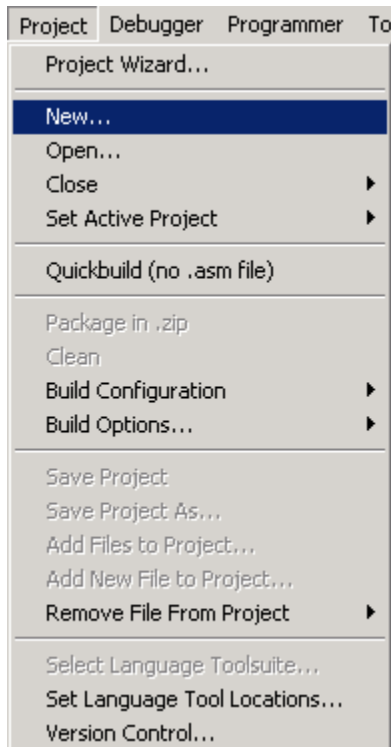 Project Debugger Programmer To
Project Wizard...
New...
Open...
Close
Set Active Project
Quickbuild (no .asm file)
Package in .zip
Clean
Build Configuration
Build Options...
Save Project
Save Project As...
Add Files to Project...
Add New File to Project...
Remove File From Project
Select Language Toolsuite...
Set Language Tool Locations...
Version Control...